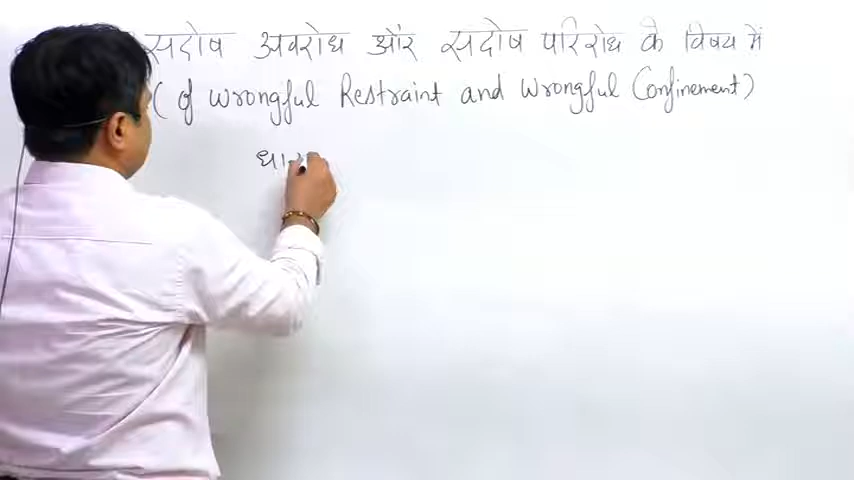 सदोष अवरोध और सदोष परिरोध के विषय में
( of wrongful Restraint and wrongful Confinement )
धार